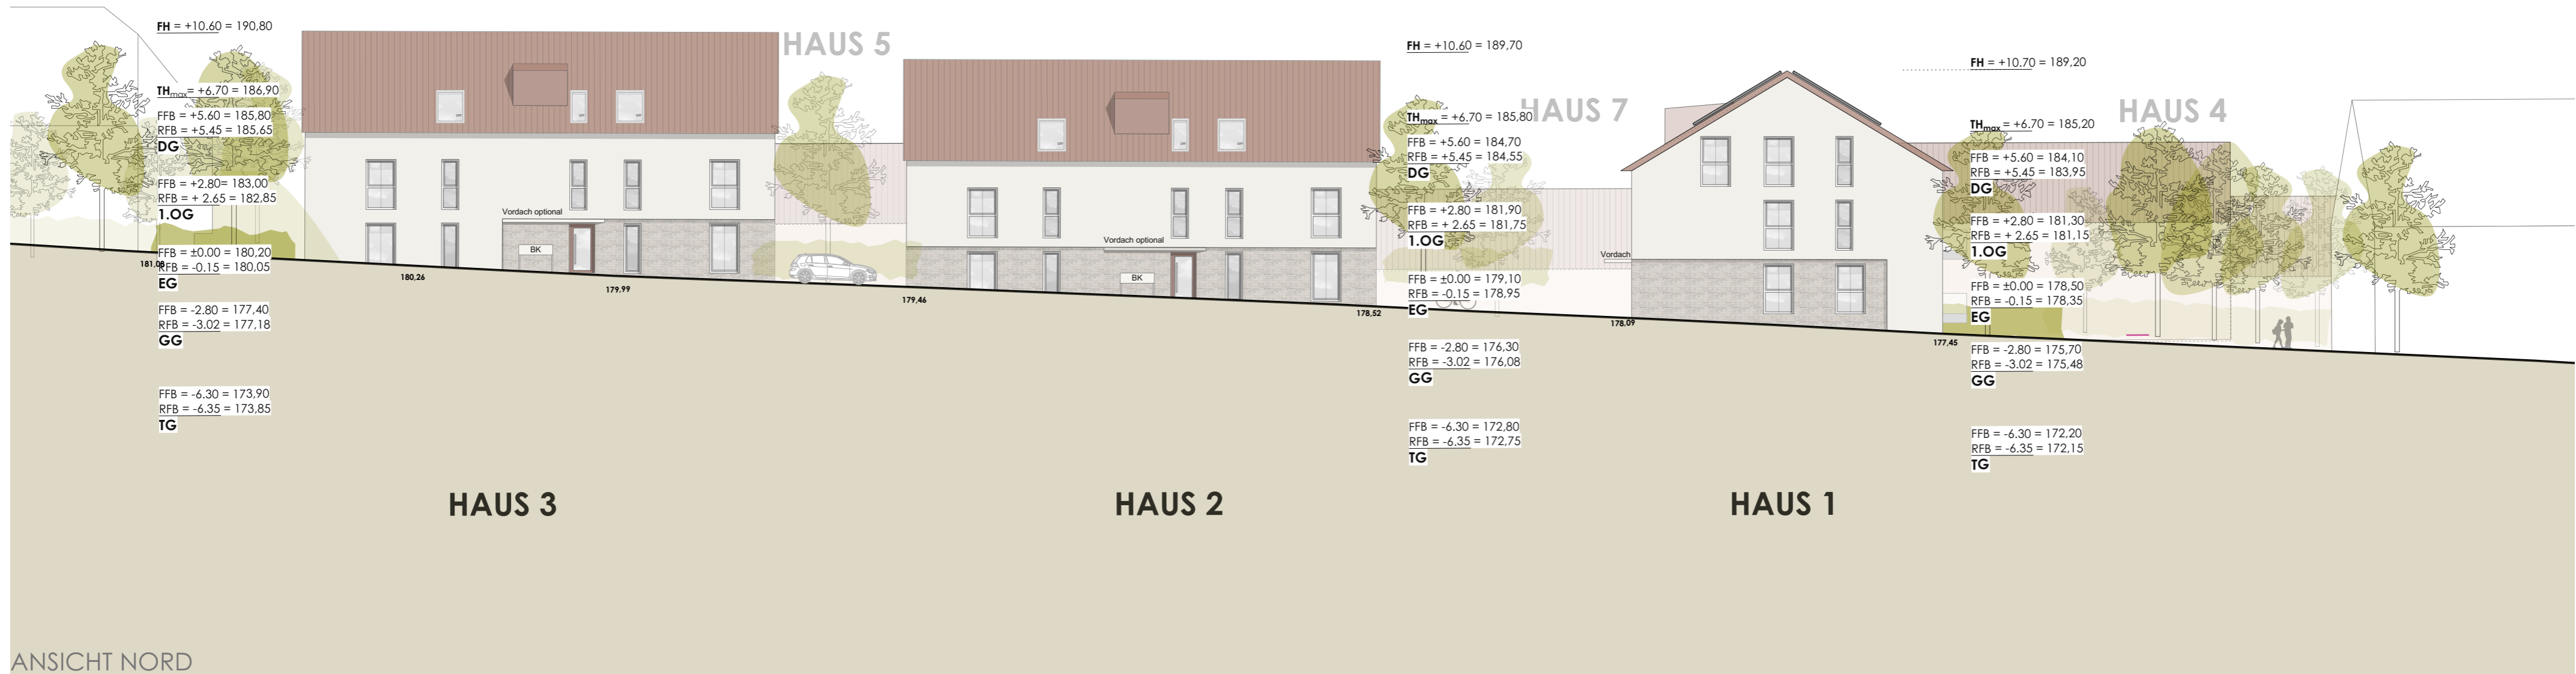 FH = +10.60 = 190,80
THmax = +6.70 = 186,90
FFB = +5.60 = 185,80
RFB = +5.45 = 185,65
DG
FFB = +2.80= 183,00
RFB = + 2.65 = 182,85
1.OG
FFB = ±0.00 = 180,20
RFB = -0.15 = 180,05
EG
FFB = -2.80 = 177,40
RFB = -3.02 = 177,18
GG
FFB = -6.30 = 173,90
RFB = -6.35 = 173,85
TG
Vordach optional
BK
180,26
179,99
HAUS 3
HAUS 5
Vordach optional
BK
179,46
178,52
HAUS 2
FH = +10.60 = 189,70
THmax = +6.70 = 185,80
FFB = +5.60 = 184,70
RFB = +5.45 = 184,55
DG
FFB = +2.80 = 181,90
RFB = + 2.65 = 181,75
1.OG
FFB = ±0.00 = 179,10
RFB = -0.15 = 178,95
EG
FFB = -2.80 = 176,30
RFB = -3.02 = 176,08
GG
FFB = -6.30 = 172,80
RFB = -6.35 = 172,75
TG
HAUS 7
Vordach
178,09
177,45
HAUS 1
FH = +10.70 = 189,20
THmax = +6.70 = 185,20
FFB = +5.60 = 184,10
RFB = +5.45 = 183,95
DG
FFB = +2.80 = 181,30
RFB = + 2.65 = 181,15
1.OG
FFB = ±0.00 = 178,50
RFB = -0.15 = 178,35
EG
FFB = -2.80 = 175,70
RFB = -3.02 = 175,48
GG
FFB = -6.30 = 172,20
RFB = -6.35 = 172,15
TG
HAUS 4
ANSICHT NORD